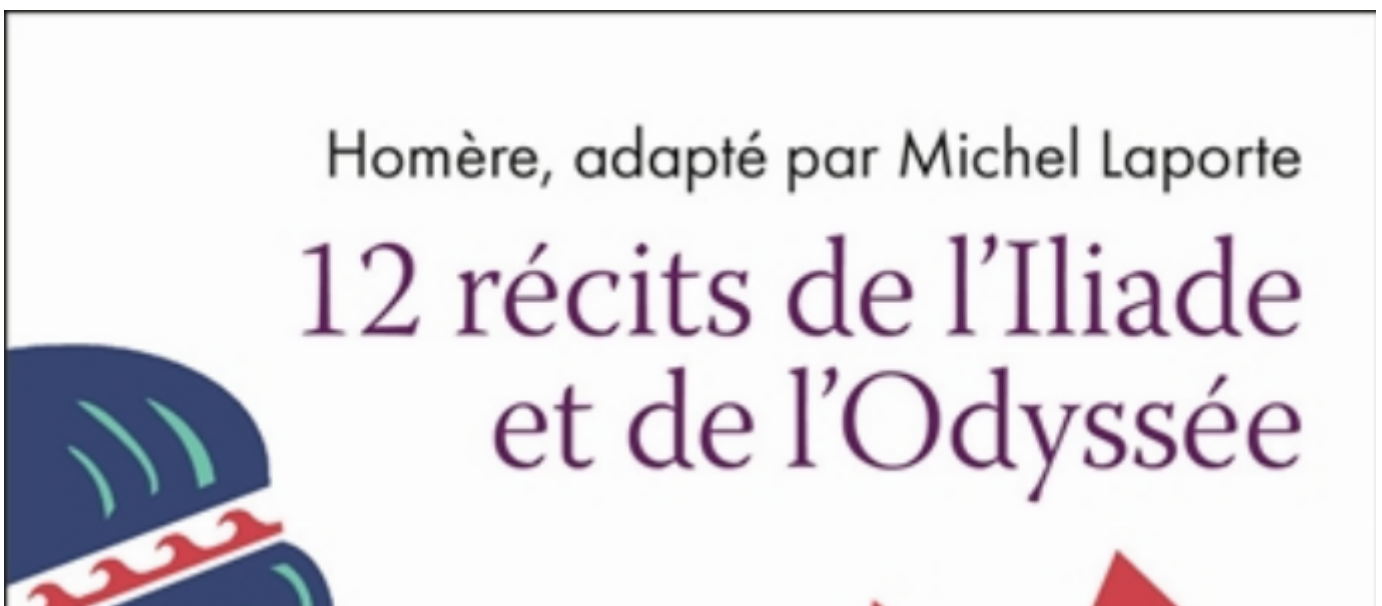 Homère, adapté par Michel Laporte
12 récits de l’Iliade
et de l’Odyssée